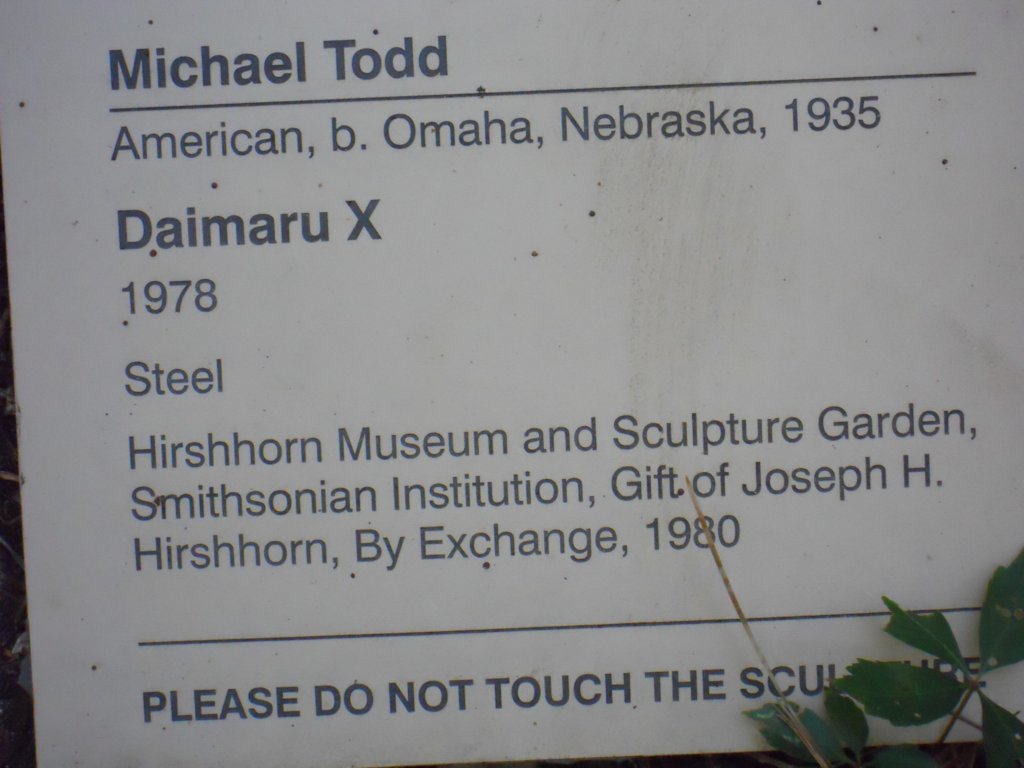 Michael Todd
American, b. Omaha, Nebraska, 1935
Daimaru X
1978
Steel
Hirshhorn Museum and Sculpture Garden,
Smithsonian Institution, Gift of Joseph H.
Hirshhorn, By Exchange, 1980
PLEASE DO NOT TOUCH THE SCULPTURE